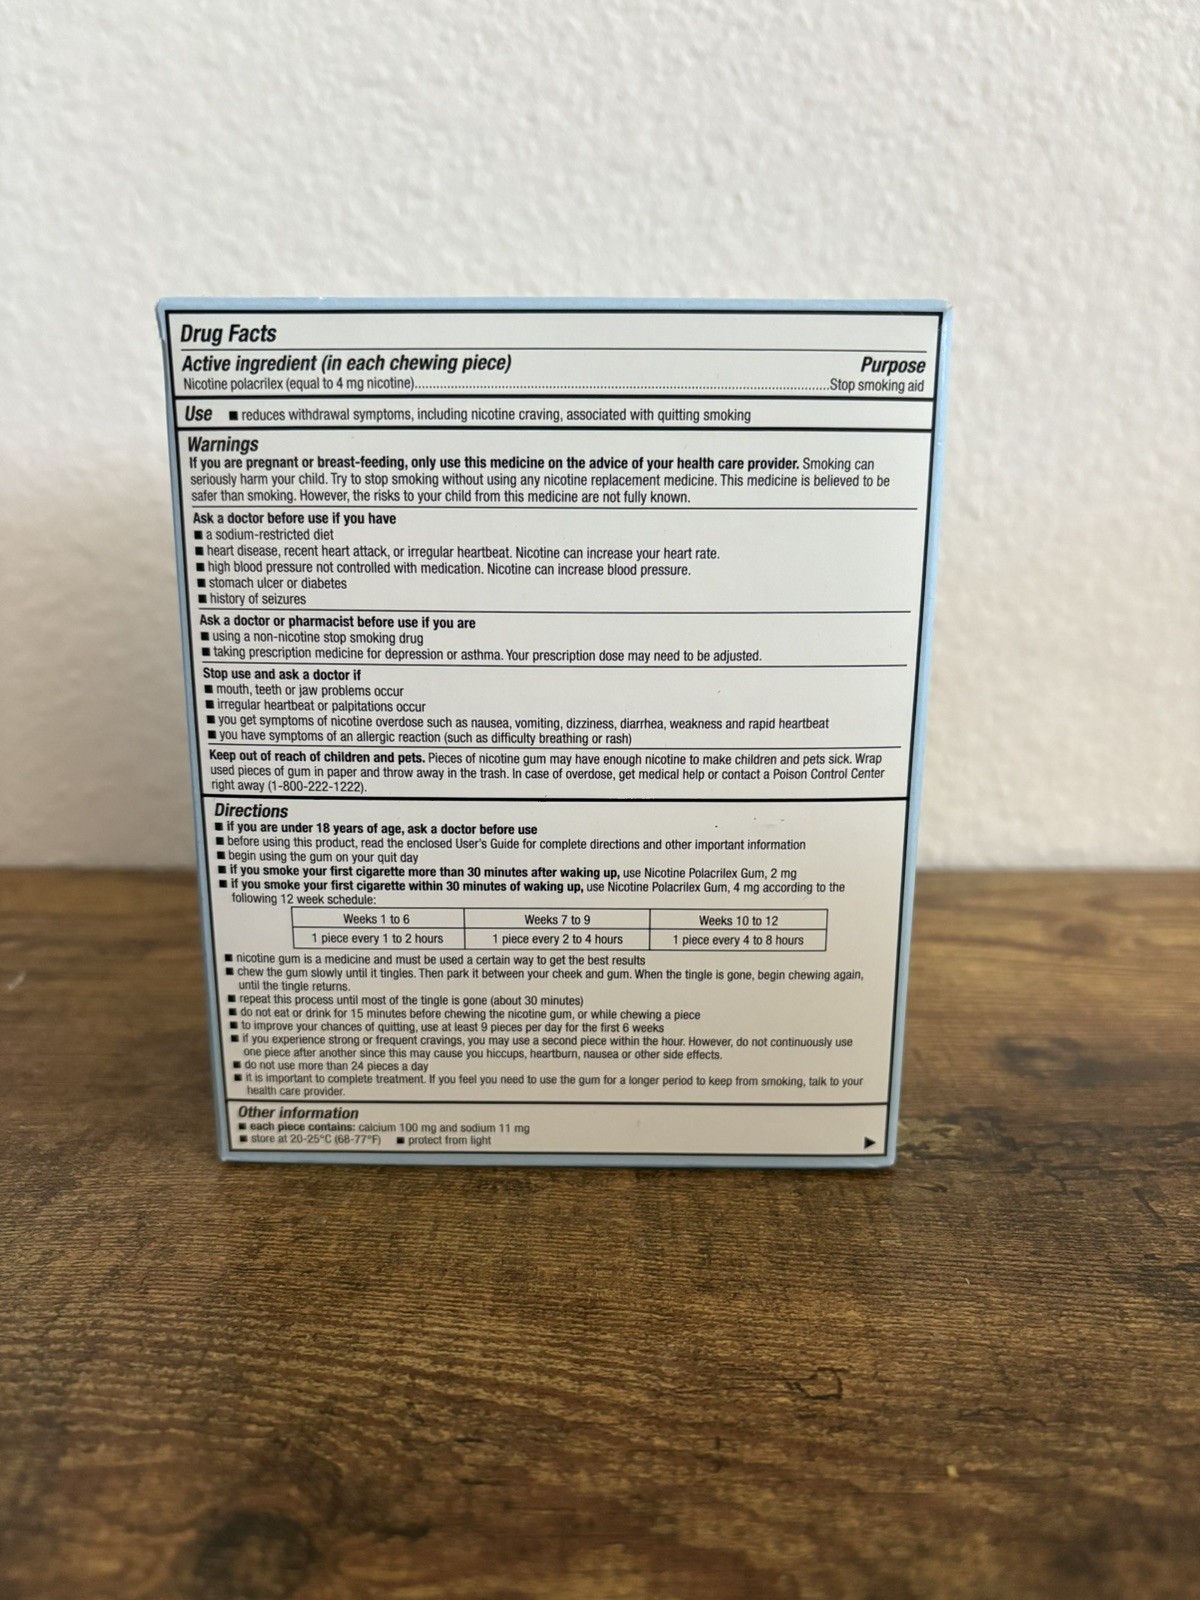 Drug Facts
Active ingredient (in each chewing piece) Purpose
Nicotine polacrilex (equal to 4 mg nicotine)........................................................................................................Stop smoking aid
Use ■ reduces withdrawal symptoms, including nicotine craving, associated with quitting smoking
Warnings
If you are pregnant or breast-feeding, only use this medicine on the advice of your health care provider. Smoking can
seriously harm your child. Try to stop smoking without using any nicotine replacement medicine. This medicine is believed to be
safer than smoking. However, the risks to your child from this medicine are not fully known.
Ask a doctor before use if you have
■ a sodium-restricted diet
■ heart disease, recent heart attack, or irregular heartbeat. Nicotine can increase your heart rate.
■ high blood pressure not controlled with medication. Nicotine can increase blood pressure.
■ stomach ulcer or diabetes
■ history of seizures
Ask a doctor or pharmacist before use if you are
■ using a non-nicotine stop smoking drug
■ taking prescription medicine for depression or asthma. Your prescription dose may need to be adjusted.
Stop use and ask a doctor if
■ mouth, teeth or jaw problems occur
■ irregular heartbeat or palpitations occur
■ you get symptoms of nicotine overdose such as nausea, vomiting, dizziness, diarrhea, weakness and rapid heartbeat
■ you have symptoms of an allergic reaction (such as difficulty breathing or rash)
Keep out of reach of children and pets. Pieces of nicotine gum may have enough nicotine to make children and pets sick. Wrap
used pieces of gum in paper and throw away in the trash. In case of overdose, get medical help or contact a Poison Control Center
right away (1-800-222-1222).
Directions
■ if you are under 18 years of age, ask a doctor before use
■ before using this product, read the enclosed User's Guide for complete directions and other important information
■ begin using the gum on your quit day
■ if you smoke your first cigarette more than 30 minutes after waking up, use Nicotine Polacrilex Gum, 2 mg
■ if you smoke your first cigarette within 30 minutes of waking up, use Nicotine Polacrilex Gum, 4 mg according to the
following 12 week schedule:
Weeks 1 to 6 Weeks 7 to 9 Weeks 10 to 12
1 piece every 1 to 2 hours 1 piece every 2 to 4 hours 1 piece every 4 to 8 hours
■ nicotine gum is a medicine and must be used a certain way to get the best results
■ chew the gum slowly until it tingles. Then park it between your cheek and gum. When the tingle is gone, begin chewing again,
until the tingle returns.
■ repeat this process until most of the tingle is gone (about 30 minutes)
■ do not eat or drink for 15 minutes before chewing the nicotine gum, or while chewing a piece
■ to improve your chances of quitting, use at least 9 pieces per day for the first 6 weeks
■ if you experience strong or frequent cravings, you may use a second piece within the hour. However, do not continuously use
one piece after another since this may cause you hiccups, heartburn, nausea or other side effects.
■ do not use more than 24 pieces a day
■ it is important to complete treatment. If you feel you need to use the gum for a longer period to keep from smoking, talk to your
health care provider.
Other information
■ each piece contains: calcium 100 mg and sodium 11 mg
■ store at 20-25°C (68-77°F) ■ protect from light